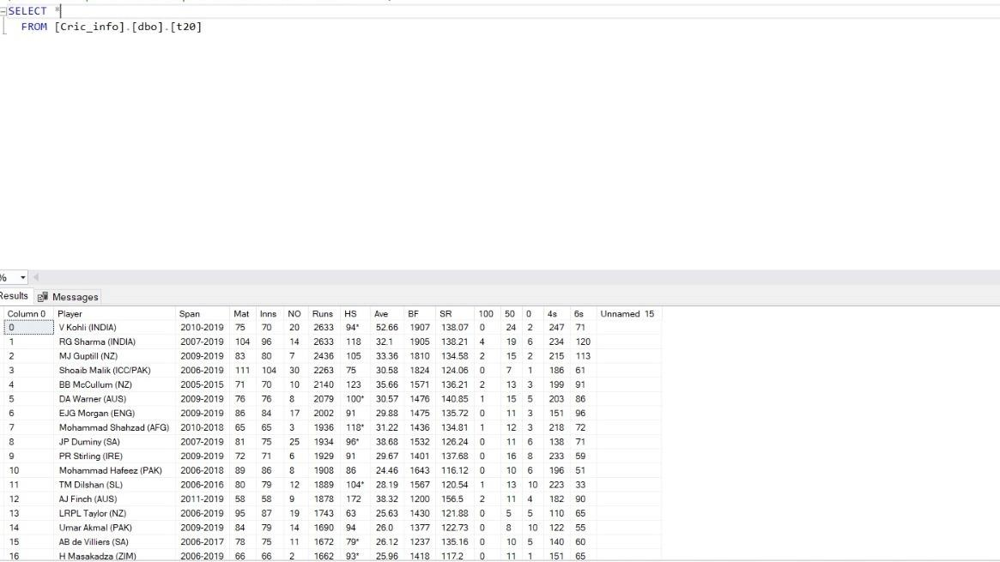 SELECT *
FROM [Cric_info].[dbo].[t20]
%
Results Messages
Column 0 Player Span Mat Inns NO Runs HS Ave BF SR 100 50 0 4s 6s Unnamed 15
0 V Kohli (INDIA) 2010-2019 75 70 20 2633 94* 52.66 1907 138.07 0 24 2 247 71
1 RG Sharma (INDIA) 2007-2019 104 96 14 2633 118 32.1 1905 138.21 4 19 6 234 120
2 MJ Guptill (NZ) 2009-2019 83 80 7 2436 105 33.36 1810 134.58 2 15 2 215 113
3 Shoaib Malik (ICC/PAK) 2006-2019 111 104 30 2263 75 30.58 1824 124.06 0 7 1 186 61
4 BB McCullum (NZ) 2005-2015 71 70 10 2140 123 35.66 1571 136.21 2 13 3 199 91
5 DA Warner (AUS) 2009-2019 76 76 8 2079 100* 30.57 1476 140.85 1 15 5 203 86
6 EJG Morgan (ENG) 2009-2019 86 84 17 2002 91 29.88 1475 135.72 0 11 3 151 96
7 Mohammad Shahzad (AFG) 2010-2018 65 65 3 1936 118* 31.22 1436 134.81 1 12 3 218 72
8 JP Duminy (SA) 2007-2019 81 75 25 1934 96* 38.68 1532 126.24 0 11 6 138 71
9 PR Stirling (IRE) 2009-2019 72 71 6 1929 91 29.67 1401 137.68 0 16 8 233 59
10 Mohammad Hafeez (PAK) 2006-2018 89 86 8 1908 86 24.46 1643 116.12 0 10 6 196 51
11 TM Dilshan (SL) 2006-2016 80 79 12 1889 104* 28.19 1567 120.54 1 13 10 223 33
12 AJ Finch (AUS) 2011-2019 58 58 9 1878 172 38.32 1200 156.5 2 11 4 182 90
13 LRPL Taylor (NZ) 2006-2019 95 87 19 1743 63 25.63 1430 121.88 0 5 5 110 65
14 Umar Akmal (PAK) 2009-2019 84 79 14 1690 94 26.0 1377 122.73 0 8 10 122 55
15 AB de Villiers (SA) 2006-2017 78 75 11 1672 79* 26.12 1237 135.16 0 10 5 140 60
16 H Masakadza (ZIM) 2006-2019 66 66 2 1662 93* 25.96 1418 117.2 0 11 1 151 65